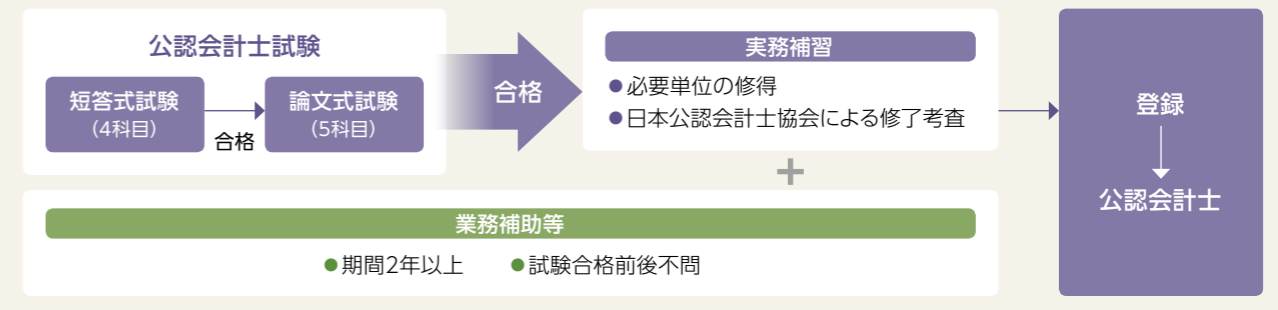 公認会計士試験
短答式試験
（4科目）
合格
論文式試験
（5科目）
合格
実務補習
●必要単位の修得
●日本公認会計士協会による修了考査
+
業務補助等
●期間2年以上
●試験合格前後不問
登録
公認会計士